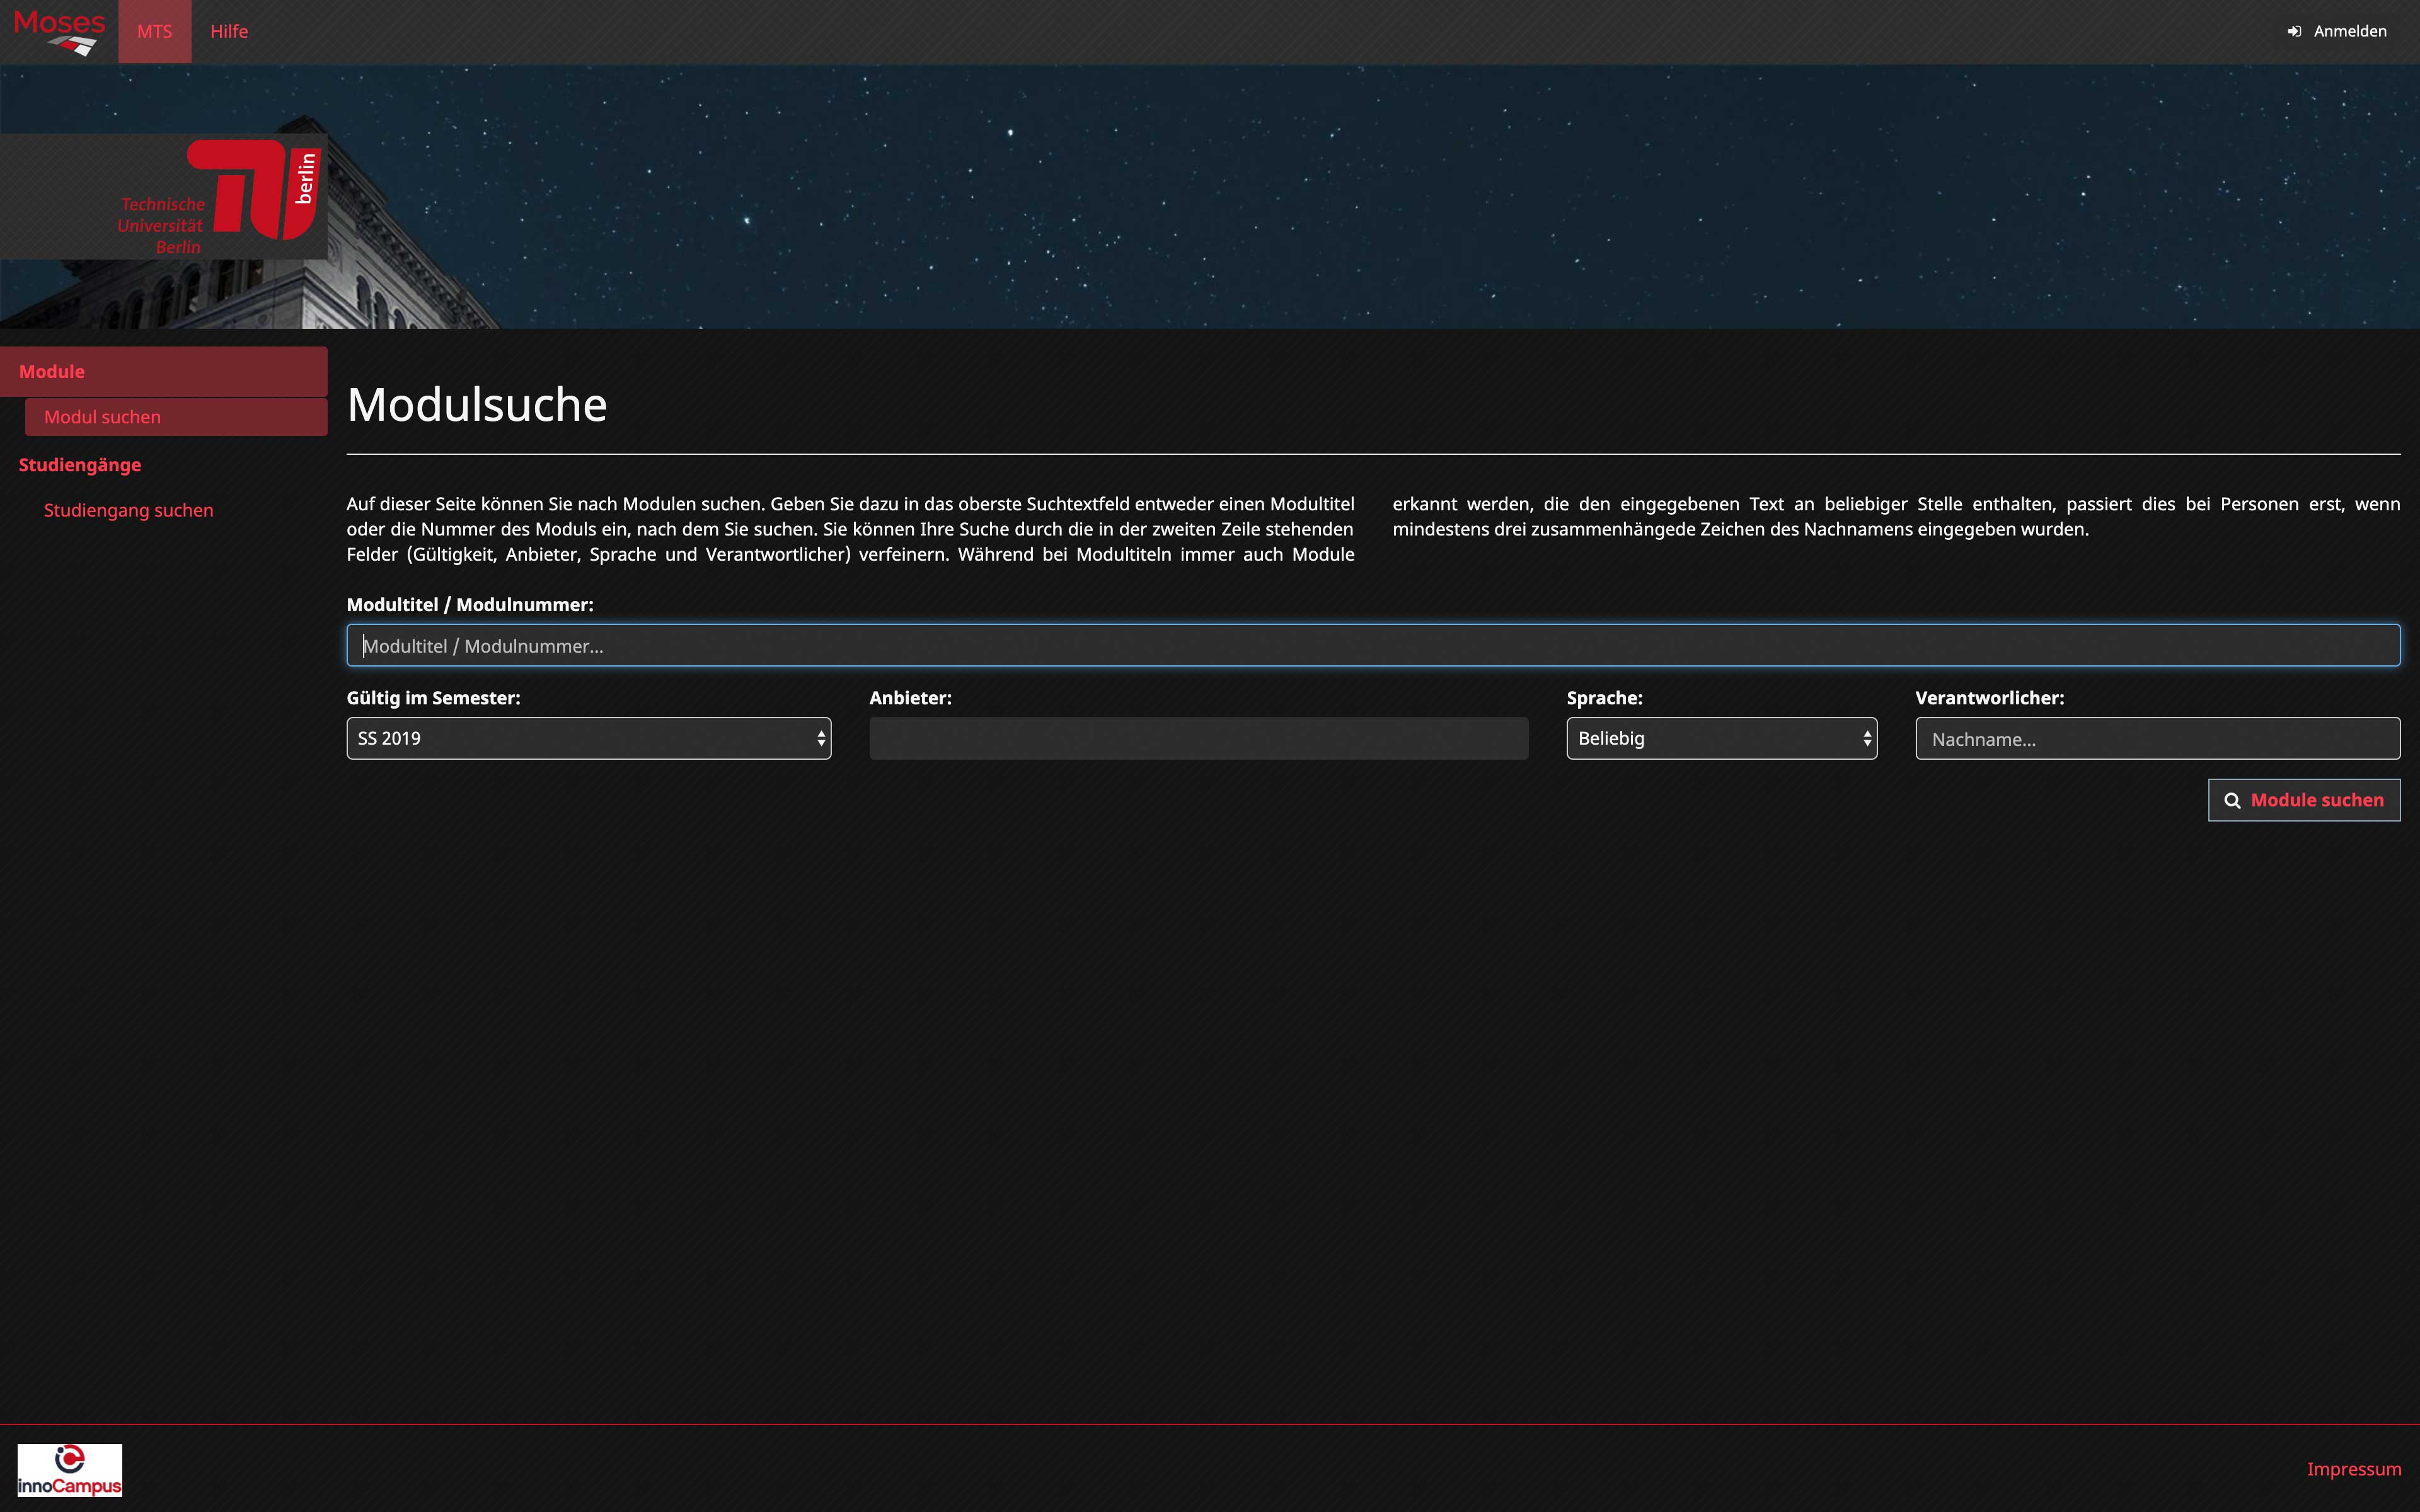 Moses
MTS
Hilfe
Anmelden
Technische
Universität
Berlin
berlin
Module
Modul suchen
Studiengänge
Studiengang suchen
Modulsuche
Auf dieser Seite können Sie nach Modulen suchen. Geben Sie dazu in das oberste Suchtextfeld entweder einen Modultitel
oder die Nummer des Moduls ein, nach dem Sie suchen. Sie können Ihre Suche durch die in der zweiten Zeile stehenden
Felder (Gültigkeit, Anbieter, Sprache und Verantwortlicher) verfeinern. Während bei Modultiteln immer auch Module
erkannt werden, die den eingegebenen Text an beliebiger Stelle enthalten, passiert dies bei Personen erst, wenn
mindestens drei zusammenhängede Zeichen des Nachnamens eingegeben wurden.
Modultitel / Modulnummer:
Modultitel / Modulnummer...
Gültig im Semester:
SS 2019
Anbieter:
Sprache:
Beliebig
Verantworlicher:
Nachname...
Module suchen
innoCampus
Impressum